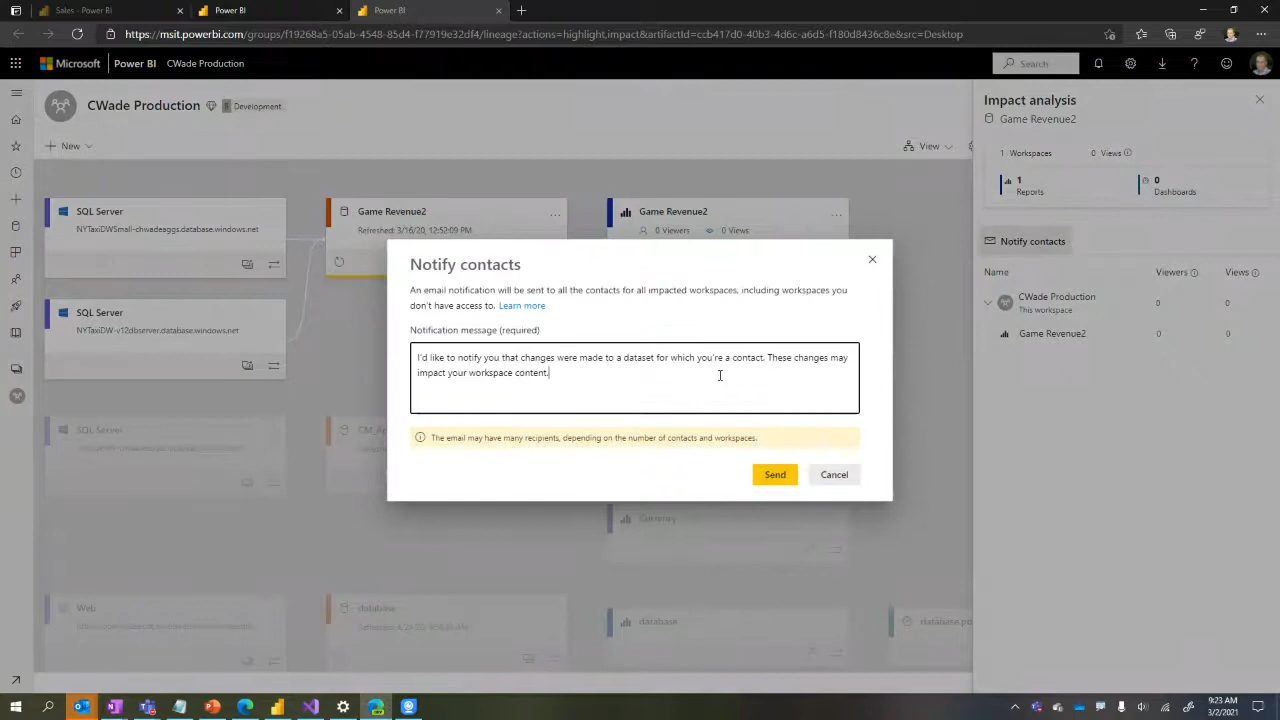 Sales - Power BI
Power BI
Power BI
https://msit.powerbi.com/groups/f19268a5-05ab-4548-85d4-f77919e32df4/lineage?actions=highlight,impact&artifactId=ccb417d0-40b3-4d6c-a6d5-f180d8436c8e&src=Desktop
Microsoft
Power BI
CWade Production
Search
CWade Production
Development
New
View
Impact analysis
Game Revenue2
1 Workspaces
0 Views
1
Reports
0
Dashboards
Notify contacts
Name
Viewers
Views
CWade Production
This workspace
0
0
Game Revenue2
0
0
SQL Server
NYTaxiDWSmall-chwadeaggs.database.windows.net
Game Revenue2
Refreshed: 3/16/20, 12:52:09 PM
Game Revenue2
0 Viewers
0 Views
SQL Server
NYTaxiDW-v12dbserver.database.windows.net
Notify contacts
An email notification will be sent to all the contacts for all impacted workspaces, including workspaces you
don't have access to. Learn more
Notification message (required)
I'd like to notify you that changes were made to a dataset for which you're a contact. These changes may
impact your workspace content.
The email may have many recipients, depending on the number of contacts and workspaces.
Send
Cancel
SQL Server
Currency
Web
database
database
9:23 AM
3/2/2021